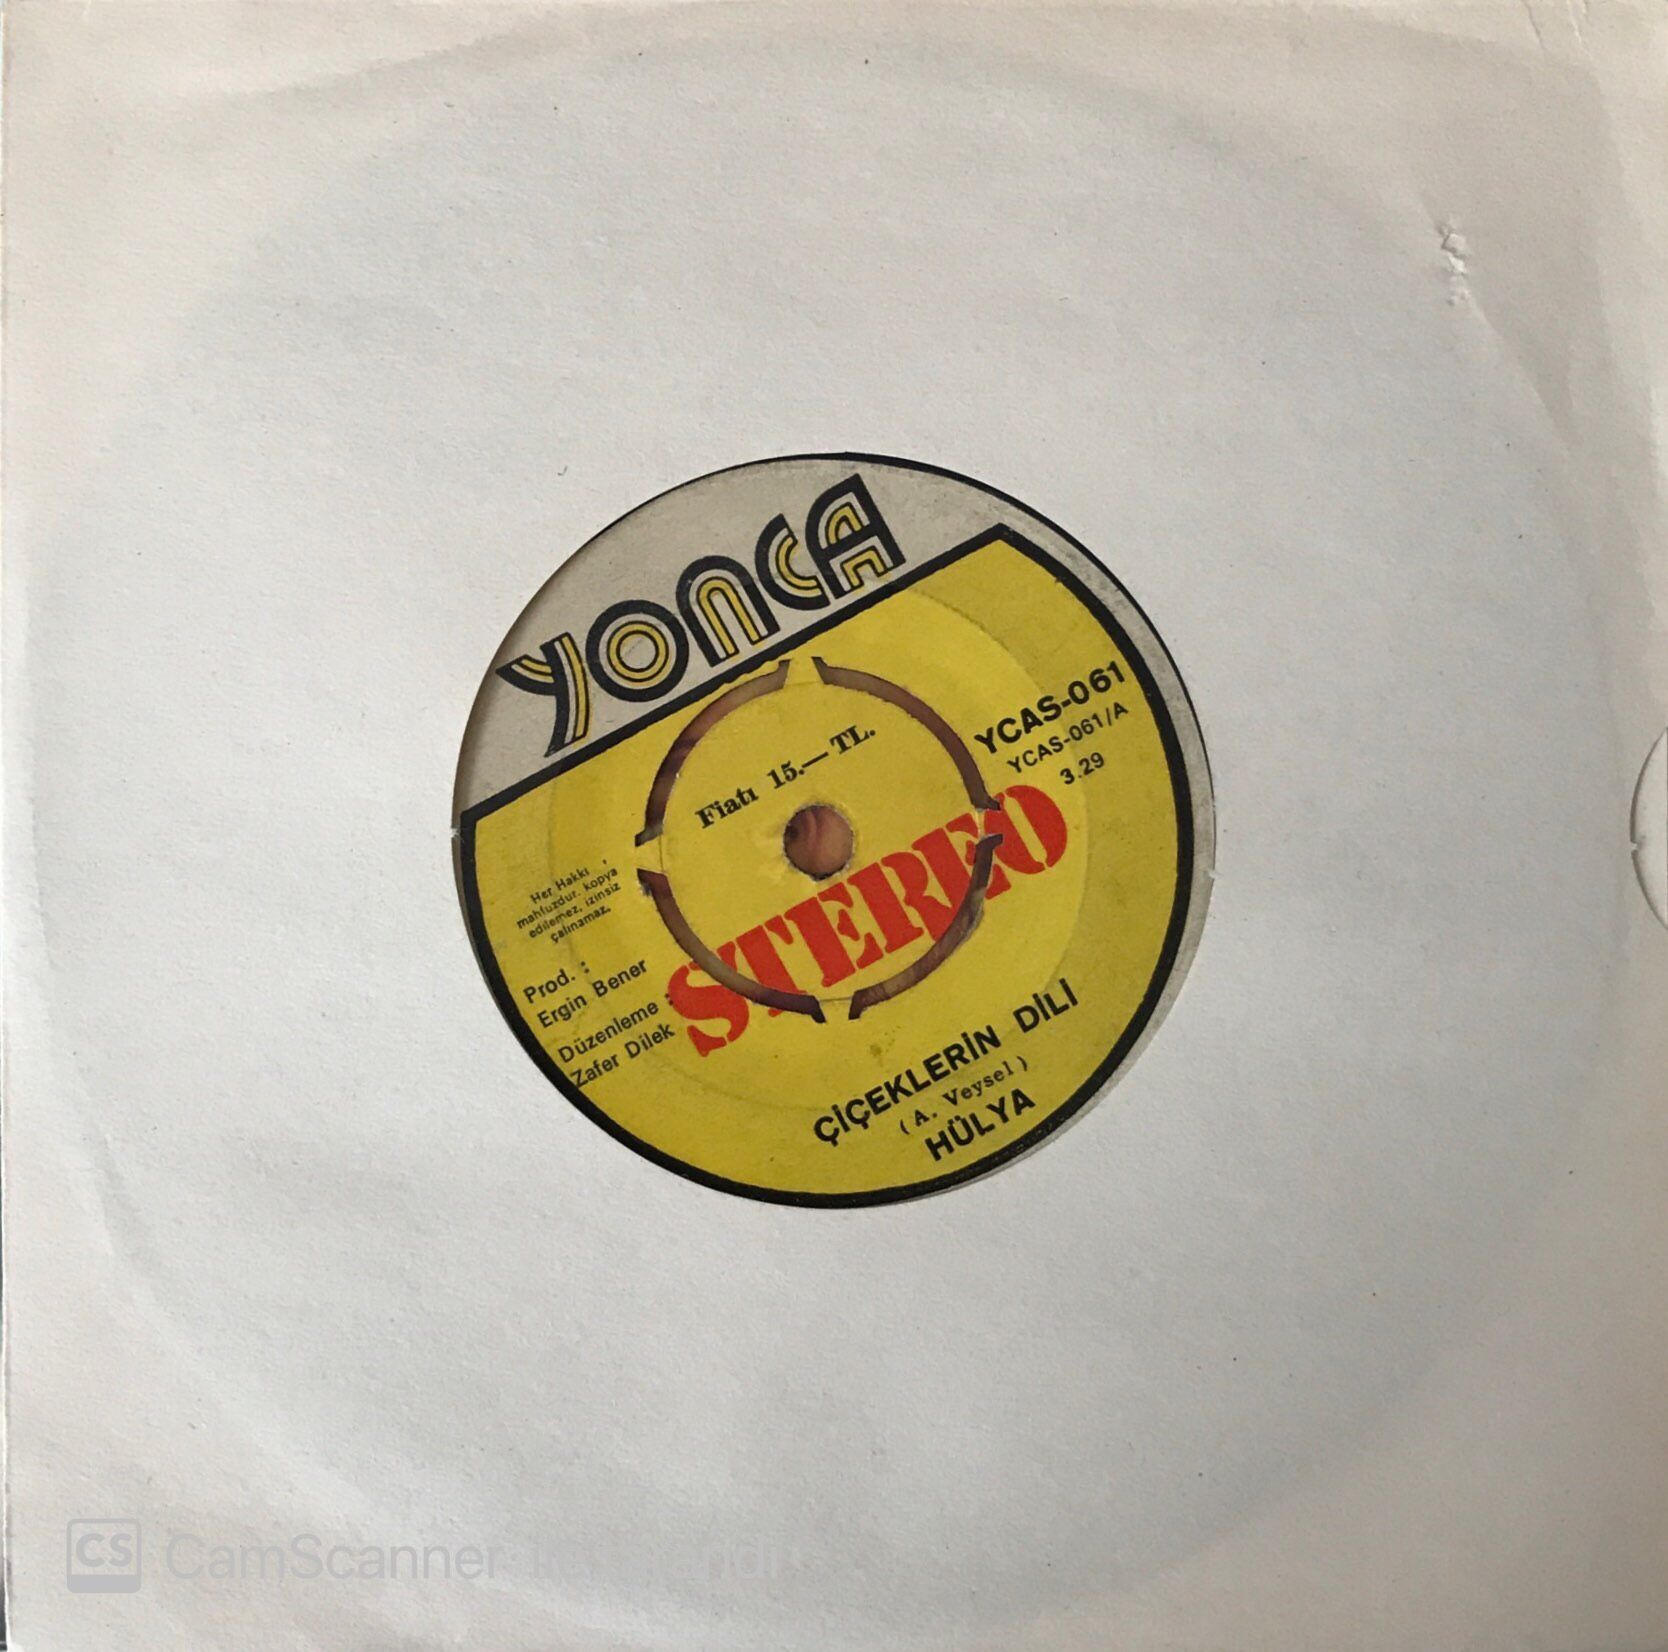 YONCA
Fiatı 15.— TL.
YCAS-061
YCAS-061/A
3.29
STEREO
Her Hakkı
mahfuzdur, kopya
edilemez, izinsiz
çalınamaz.
Prod. :
Ergin Bener
Düzenleme :
Zafer Dilek
ÇİÇEKLERİN DİLİ
( A. Veysel )
HÜLYA
CS CamScanner